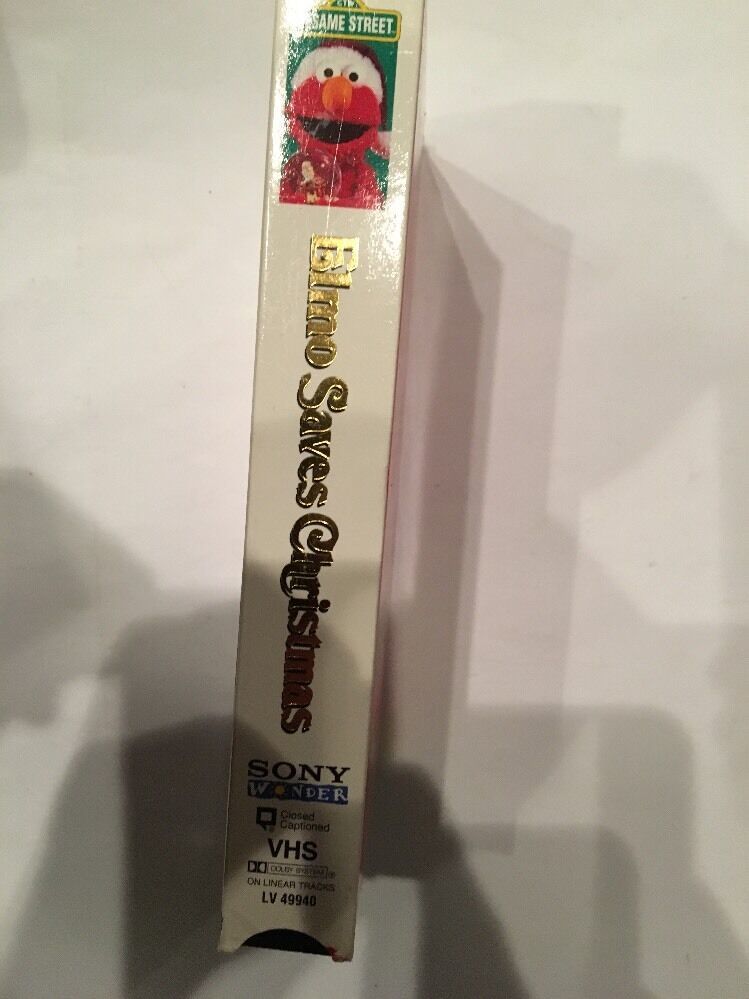 SESAME STREET
Elmo Saves Christmas
SONY
WONDER
Closed
Captioned
VHS
DOLBY SYSTEM ®
ON LINEAR TRACKS
LV 49940